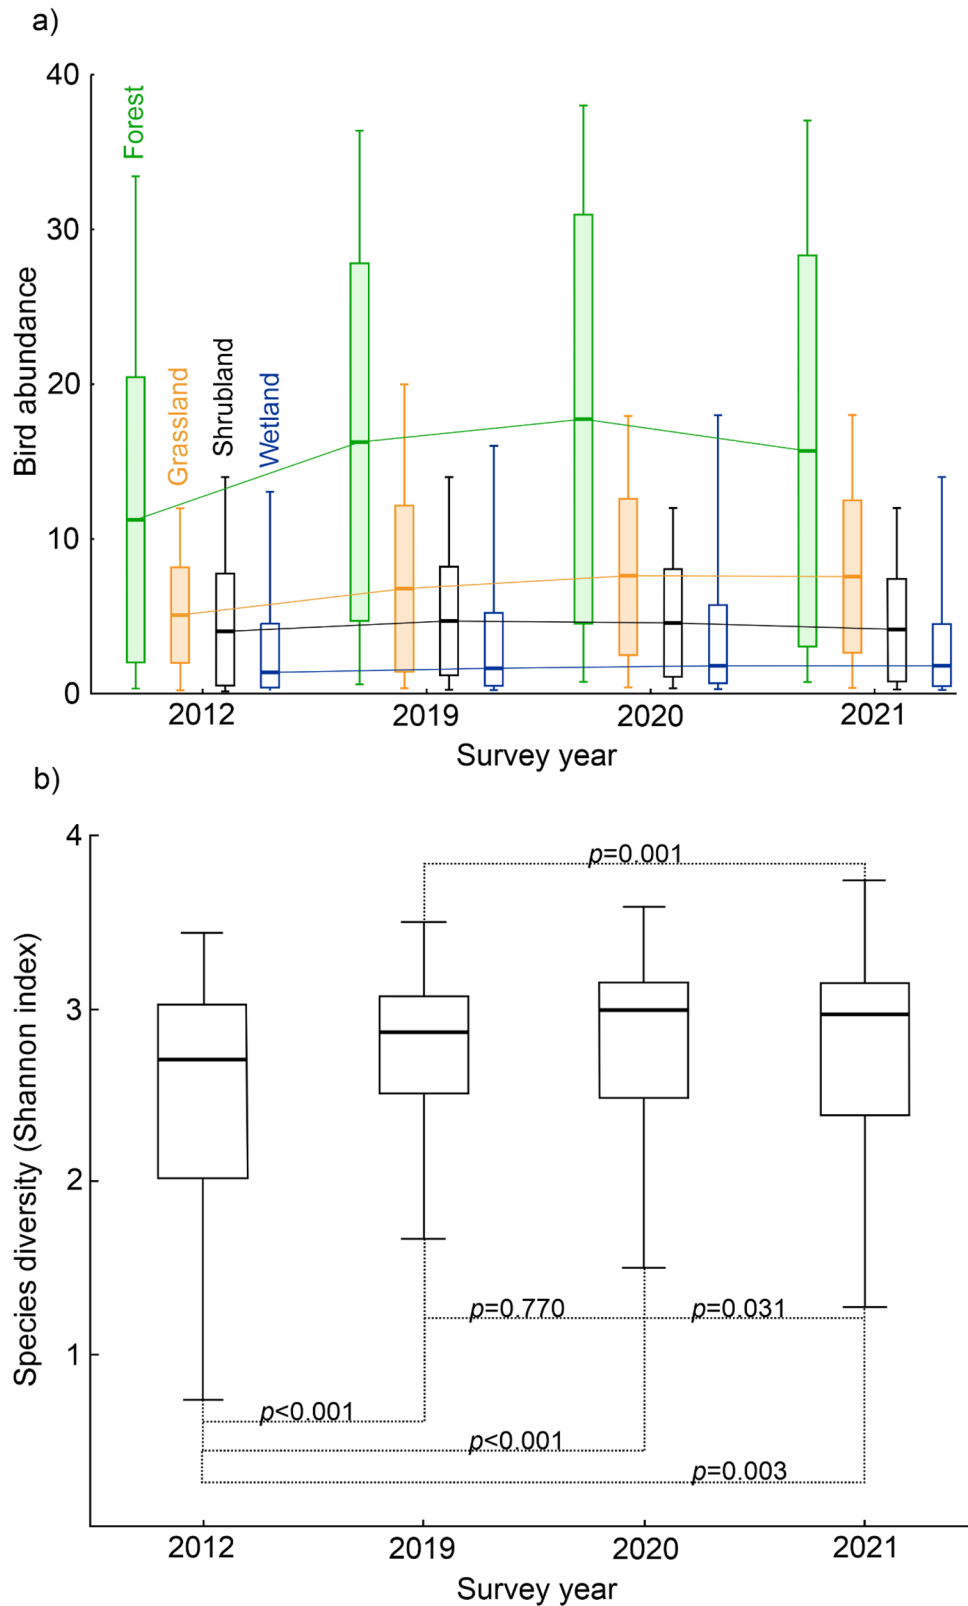 a)
40
30
20
10
0
Bird abundance
Forest
Grassland
Shrubland
Wetland
2012
2019
2020
2021
Survey year
b)
4
3
2
1
Species diversity (Shannon index)
p=0.001
p=0.770
p=0.031
p<0.001
p<0.001
p=0.003
2012
2019
2020
2021
Survey year